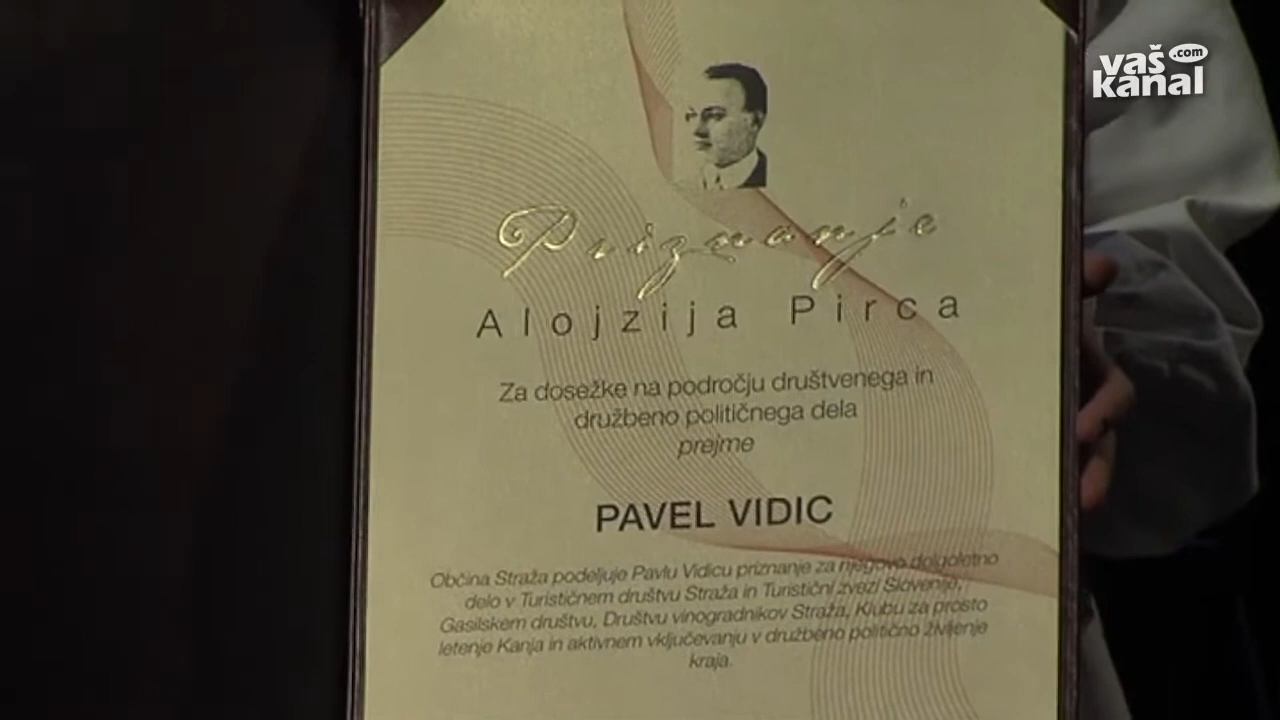 vaš .com
kanal
Priznanje
Alojzija Pirca
Za dosežke na področju društvenega in
družbeno političnega dela
prejme
PAVEL VIDIC
Občina Straža podeljuje Pavlu Vidicu priznanje za njegovo dolgoletno
delo v Turističnem društvu Straža in Turistični zvezi Slovenije,
Gasilskem društvu, Društvu vinogradnikov Straža, Klubu za prosto
letenje Kanja in aktivnem vključevanju v družbeno politično življenje
kraja.